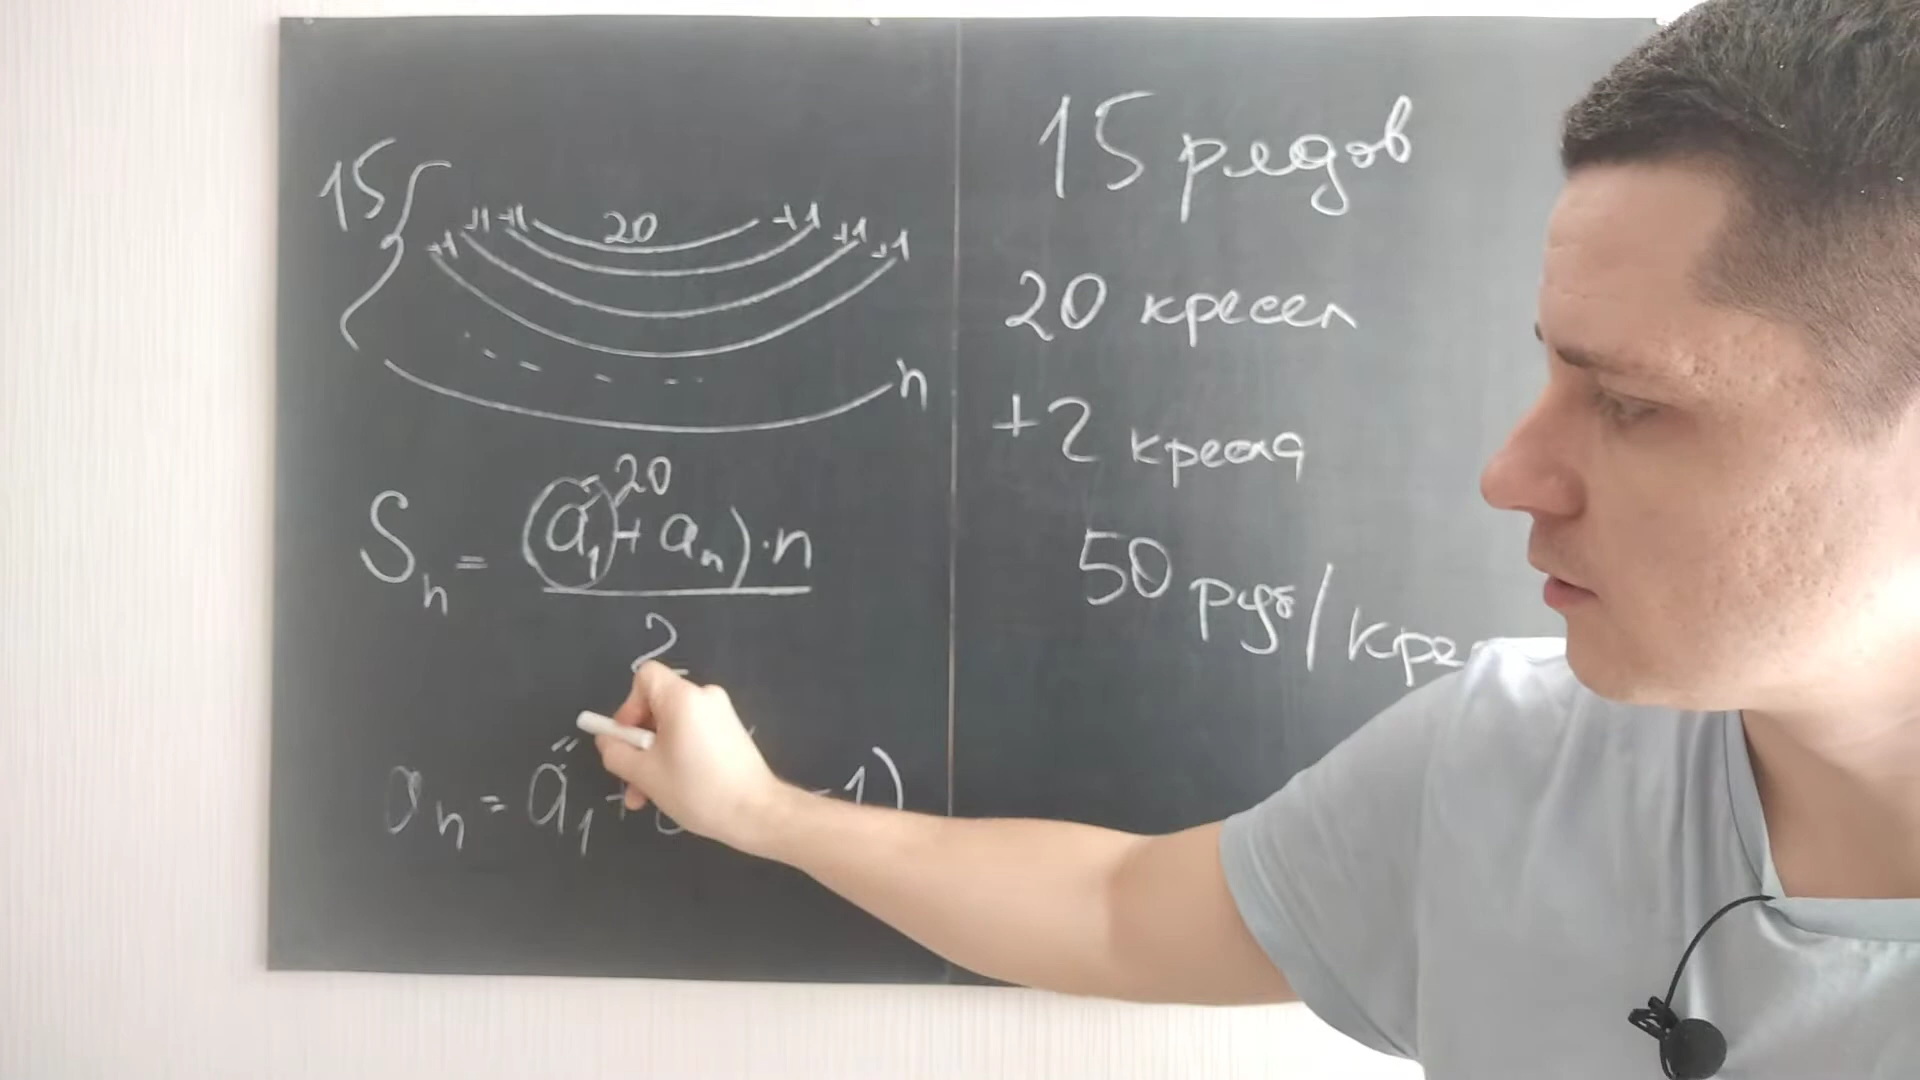 15
+1 +1 +1 20 +1 +1 +1
n
20
Sn = (a1 + an)·n
2
an = a1 + -1)
15 рядов
20 кресел
+2 кресла
50 руб/кре